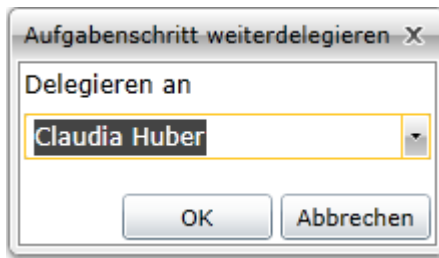 Aufgabenschritt weiterdelegieren
Delegieren an
Claudia Huber
OK Abbrechen